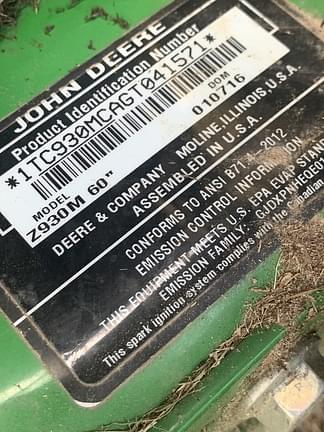 JOHN DEERE
Product Identification Number
*1TC930MCAGT041571*
MODEL
DOM
Z930M 60"
010716
DEERE & COMPANY MOLINE, ILLINOIS, U.S.A.
ASSEMBLED IN U.S.A.
CONFORMS TO ANSI B71.4, 2012
EMISSION CONTROL INFORMATION
THIS EQUIPMENT MEETS U.S. EPA EVAP STAN
EMISSION FAMILY:
This spark ignition system complies with the